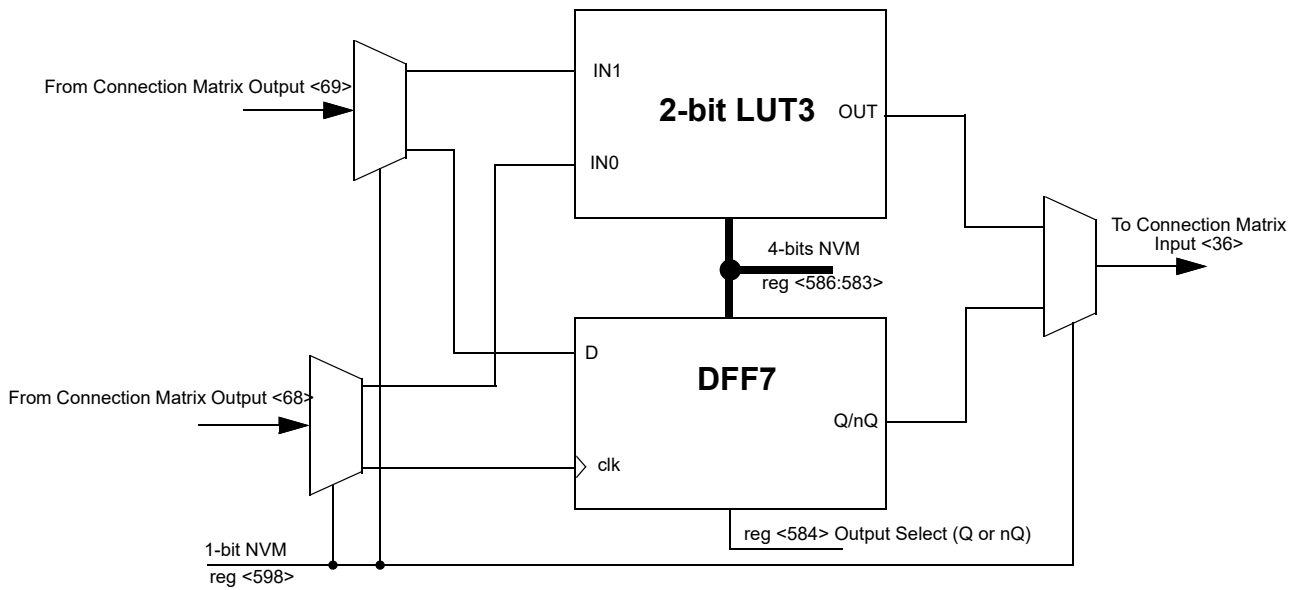 From Connection Matrix Output <69>
IN1
2-bit LUT3
OUT
IN0
To Connection Matrix
Input <36>
4-bits NVM
reg <586:583>
D
DFF7
From Connection Matrix Output <68>
Q/nQ
clk
reg <584> Output Select (Q or nQ)
1-bit NVM
reg <598>